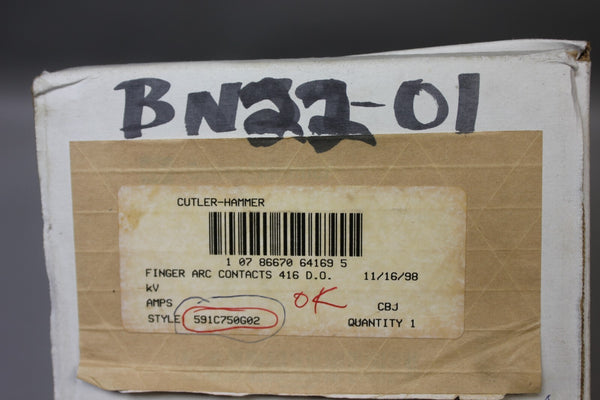 BN22-01
CUTLER-HAMMER
1 07 86670 64169 5
FINGER ARC CONTACTS 416 D.O. 11/16/98
kV
AMPS OK CBJ
STYLE 591C750G02 QUANTITY 1